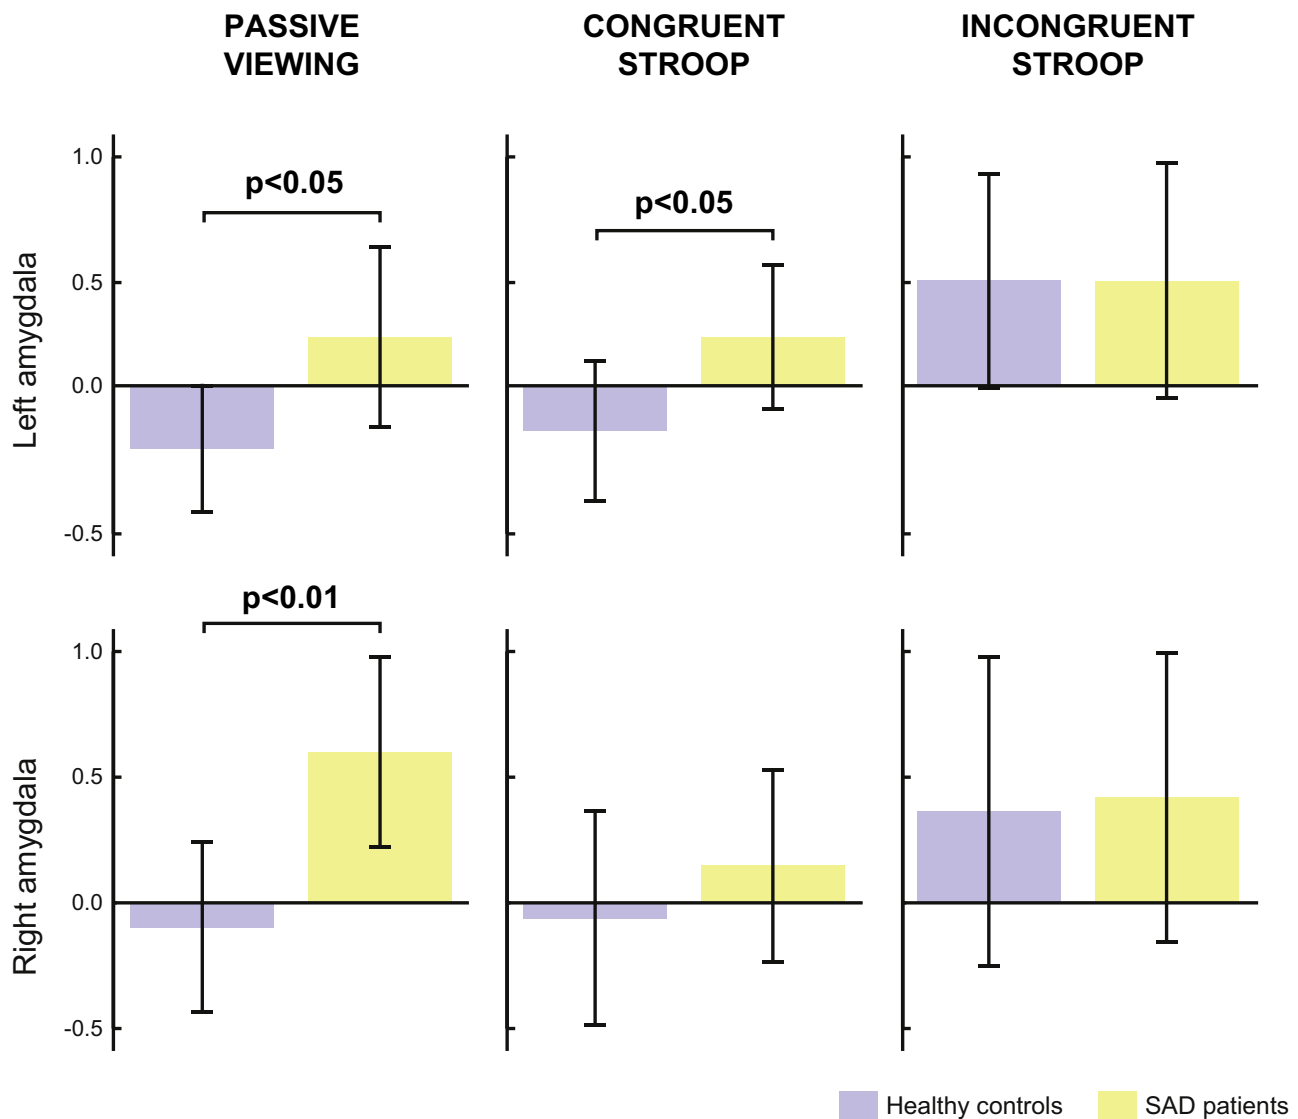 PASSIVE
VIEWING
CONGRUENT
STROOP
INCONGRUENT
STROOP
Left amygdala
1.0
0.5
0.0
-0.5
p<0.05
p<0.05
Right amygdala
1.0
0.5
0.0
-0.5
p<0.01
Healthy controls
SAD patients